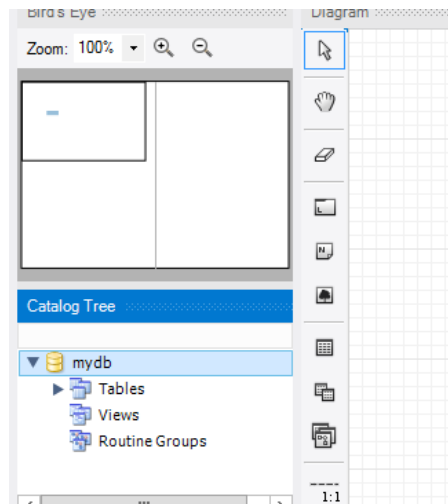 Bird's Eye
Diagram
Zoom: 100%
Catalog Tree
mydb
Tables
Views
Routine Groups
L
N
1:1